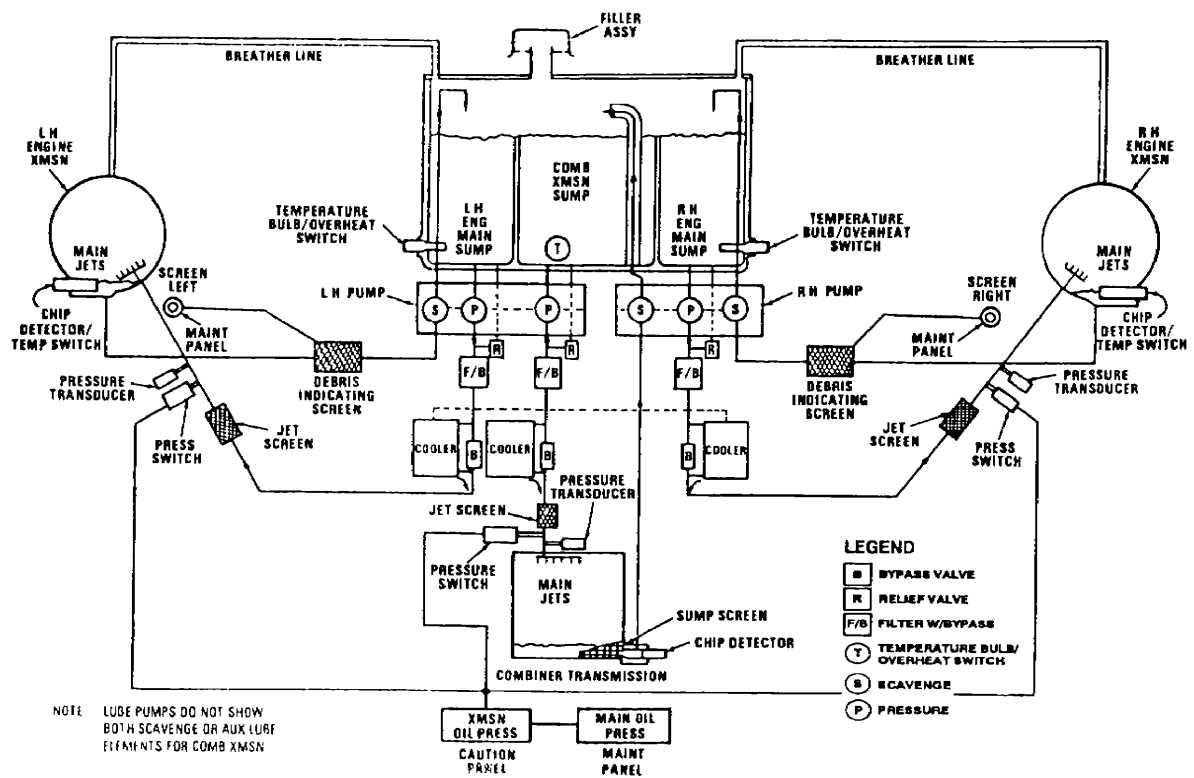 FILLER
ASSY
BREATHER LINE
BREATHER LINE
LH
ENGINE
XMSN
RH
ENGINE
XMSN
COMB
XMSN
SUMP
LH
ENG
MAIN
SUMP
RH
ENG
MAIN
SUMP
TEMPERATURE
BULB/OVERHEAT
SWITCH
TEMPERATURE
BULB/OVERHEAT
SWITCH
T
MAIN
JETS
MAIN
JETS
SCREEN
LEFT
SCREEN
RIGHT
LH PUMP
RH PUMP
S
P
P
S
P
S
CHIP
DETECTOR/
TEMP SWITCH
CHIP
DETECTOR/
TEMP SWITCH
MAINT
PANEL
MAINT
PANEL
R
R
R
F/B
F/B
F/B
DEBRIS
INDICATING
SCREEN
DEBRIS
INDICATING
SCREEN
PRESSURE
TRANSDUCER
PRESSURE
TRANSDUCER
PRESS
SWITCH
JET
SCREEN
JET
SCREEN
PRESS
SWITCH
COOLER
B
COOLER
B
B
COOLER
PRESSURE
TRANSDUCER
JET SCREEN
PRESSURE
SWITCH
MAIN
JETS
SUMP SCREEN
CHIP DETECTOR
COMBINER TRANSMISSION
LEGEND
B BYPASS VALVE
R RELIEF VALVE
F/B FILTER W/BYPASS
T TEMPERATURE BULB/
OVERHEAT SWITCH
S SCAVENGE
P PRESSURE
NOTE LUBE PUMPS DO NOT SHOW
BOTH SCAVENGE OR AUX LUBE
ELEMENTS FOR COMB XMSN
XMSN
OIL PRESS
MAIN OIL
PRESS
CAUTION
PANEL
MAINT
PANEL